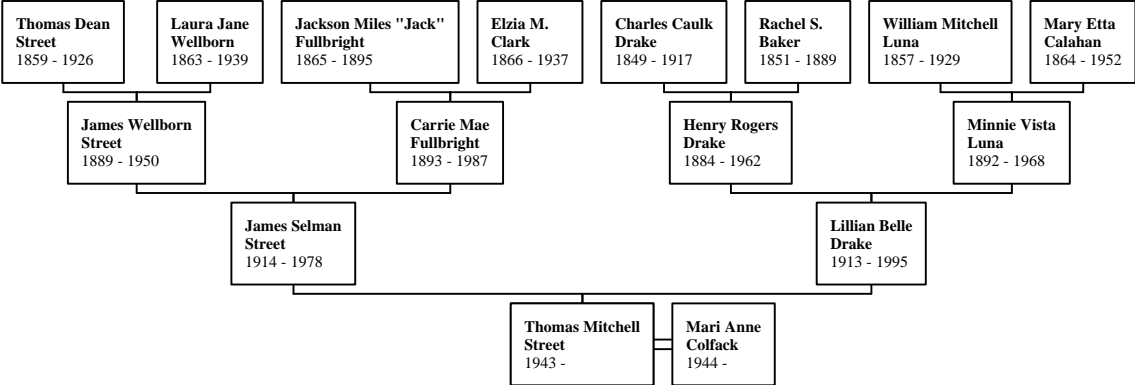 Thomas Dean
Street
1859 - 1926
Laura Jane
Wellborn
1863 - 1939
Jackson Miles "Jack"
Fullbright
1865 - 1895
Elzia M.
Clark
1866 - 1937
Charles Caulk
Drake
1849 - 1917
Rachel S.
Baker
1851 - 1889
William Mitchell
Luna
1857 - 1929
Mary Etta
Calahan
1864 - 1952
James Wellborn
Street
1889 - 1950
Carrie Mae
Fullbright
1893 - 1987
Henry Rogers
Drake
1884 - 1962
Minnie Vista
Luna
1892 - 1968
James Selman
Street
1914 - 1978
Lillian Belle
Drake
1913 - 1995
Thomas Mitchell
Street
1943 -
Mari Anne
Colfack
1944 -